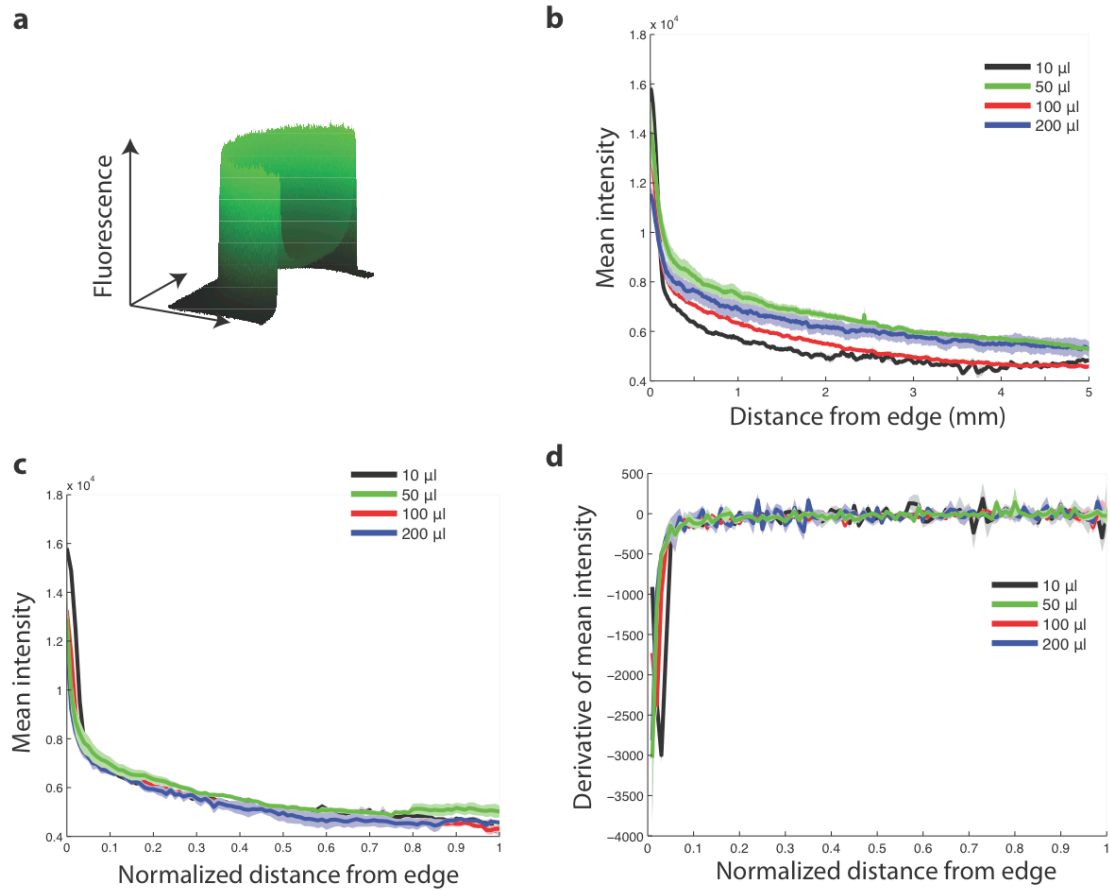 a
Fluorescence
b
x 10⁴
1.8
1.6
1.4
1.2
1
0.8
0.6
0.4
0
1
2
3
4
5
Mean intensity
Distance from edge (mm)
10 µl
50 µl
100 µl
200 µl
c
x 10⁴
1.8
1.6
1.4
1.2
1
0.8
0.6
0.4
0
0.1
0.2
0.3
0.4
0.5
0.6
0.7
0.8
0.9
1
Mean intensity
Normalized distance from edge
10 µl
50 µl
100 µl
200 µl
d
500
0
−500
−1000
−1500
−2000
−2500
−3000
−3500
−4000
0
0.1
0.2
0.3
0.4
0.5
0.6
0.7
0.8
0.9
1
Derivative of mean intensity
Normalized distance from edge
10 µl
50 µl
100 µl
200 µl